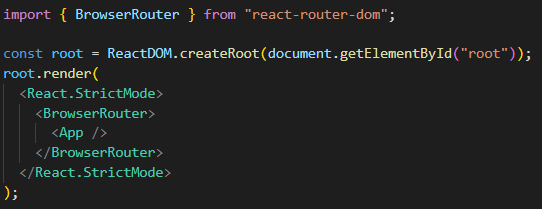 import { BrowserRouter } from "react-router-dom";
const root = ReactDOM.createRoot(document.getElementById("root"));
root.render(
<React.StrictMode>
<BrowserRouter>
<App />
</BrowserRouter>
</React.StrictMode>
);